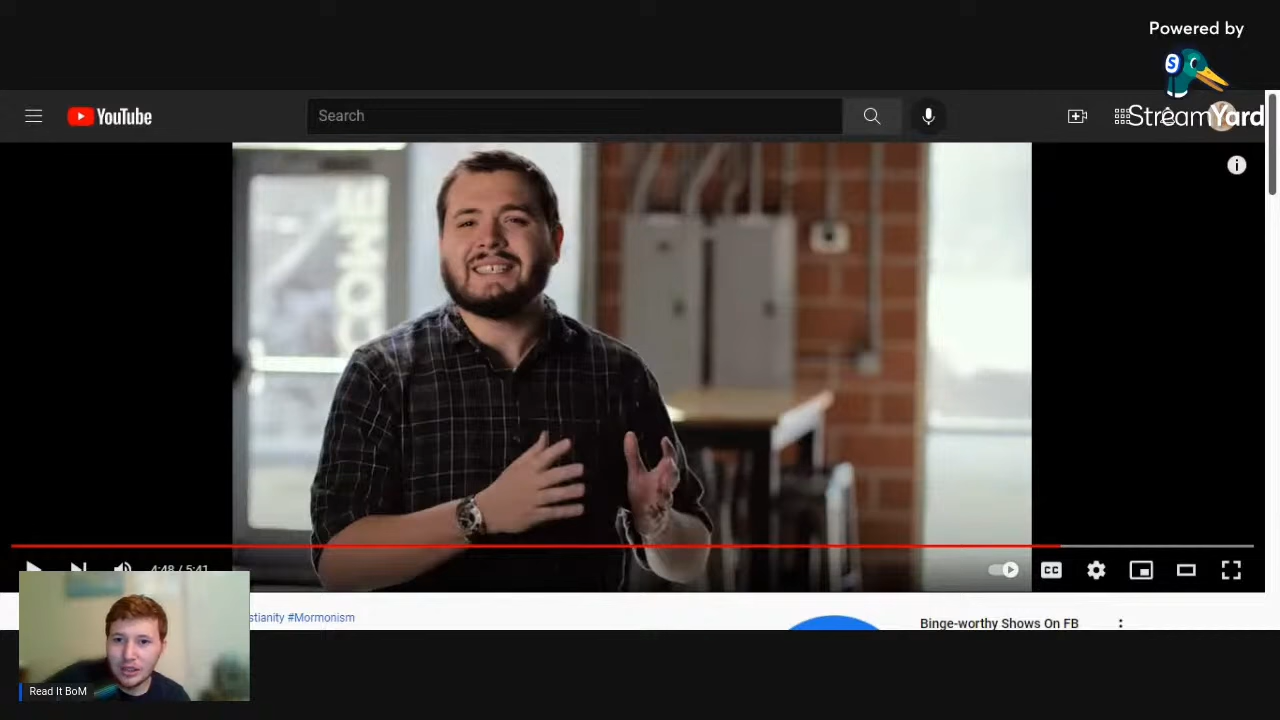 Powered by
StreamYard
YouTube
Search
4:48 / 5:41
CC
stianity #Mormonism
Binge-worthy Shows On FB
Read It BoM